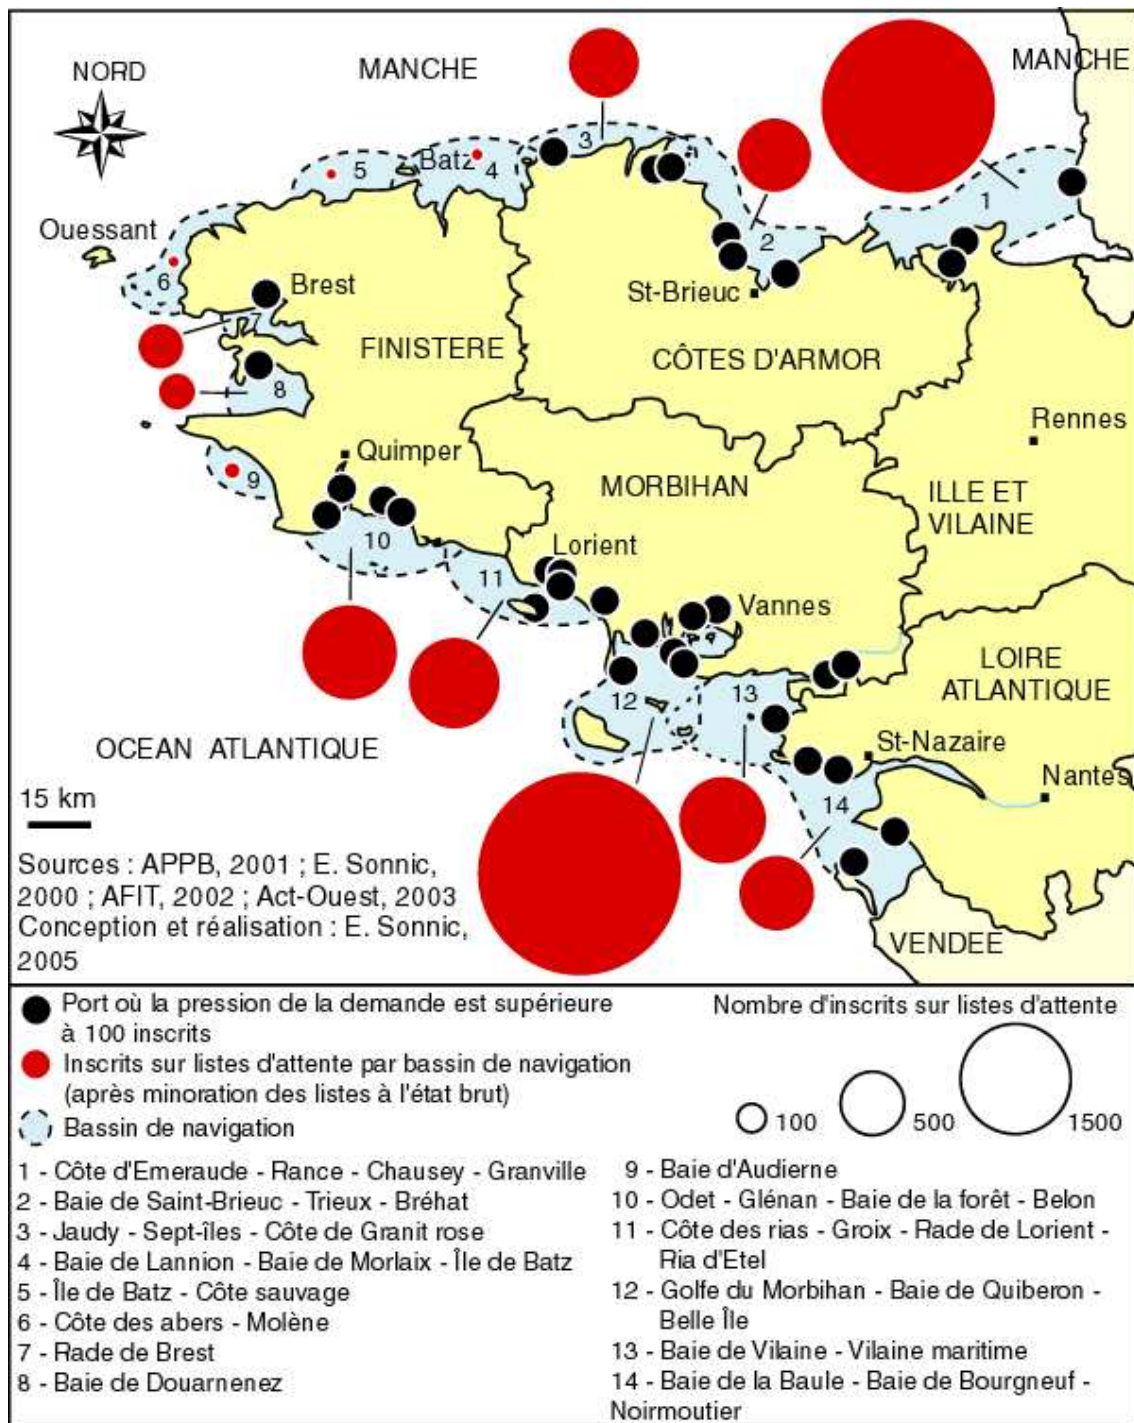 NORD
MANCHE
MANCHE
3
Batz
5
4
1
Ouessant
2
6
Brest
St-Brieuc
7
FINISTERE
CÔTES D'ARMOR
8
Rennes
Quimper
9
MORBIHAN
ILLE ET
VILAINE
10
Lorient
11
Vannes
LOIRE
ATLANTIQUE
12
13
OCEAN ATLANTIQUE
St-Nazaire
Nantes
15 km
14
Sources : APPB, 2001 ; E. Sonnic,
2000 ; AFIT, 2002 ; Act-Ouest, 2003
Conception et réalisation : E. Sonnic,
2005
VENDEE
Port où la pression de la demande est supérieure
à 100 inscrits
Inscrits sur listes d'attente par bassin de navigation
(après minoration des listes à l'état brut)
Bassin de navigation
Nombre d'inscrits sur listes d'attente
100
500
1500
1 - Côte d'Emeraude - Rance - Chausey - Granville
2 - Baie de Saint-Brieuc - Trieux - Bréhat
3 - Jaudy - Sept-îles - Côte de Granit rose
4 - Baie de Lannion - Baie de Morlaix - Île de Batz
5 - Île de Batz - Côte sauvage
6 - Côte des abers - Molène
7 - Rade de Brest
8 - Baie de Douarnenez
9 - Baie d'Audierne
10 - Odet - Glénan - Baie de la forêt - Belon
11 - Côte des rias - Groix - Rade de Lorient -
Ria d'Etel
12 - Golfe du Morbihan - Baie de Quiberon -
Belle Île
13 - Baie de Vilaine - Vilaine maritime
14 - Baie de la Baule - Baie de Bourgneuf -
Noirmoutier